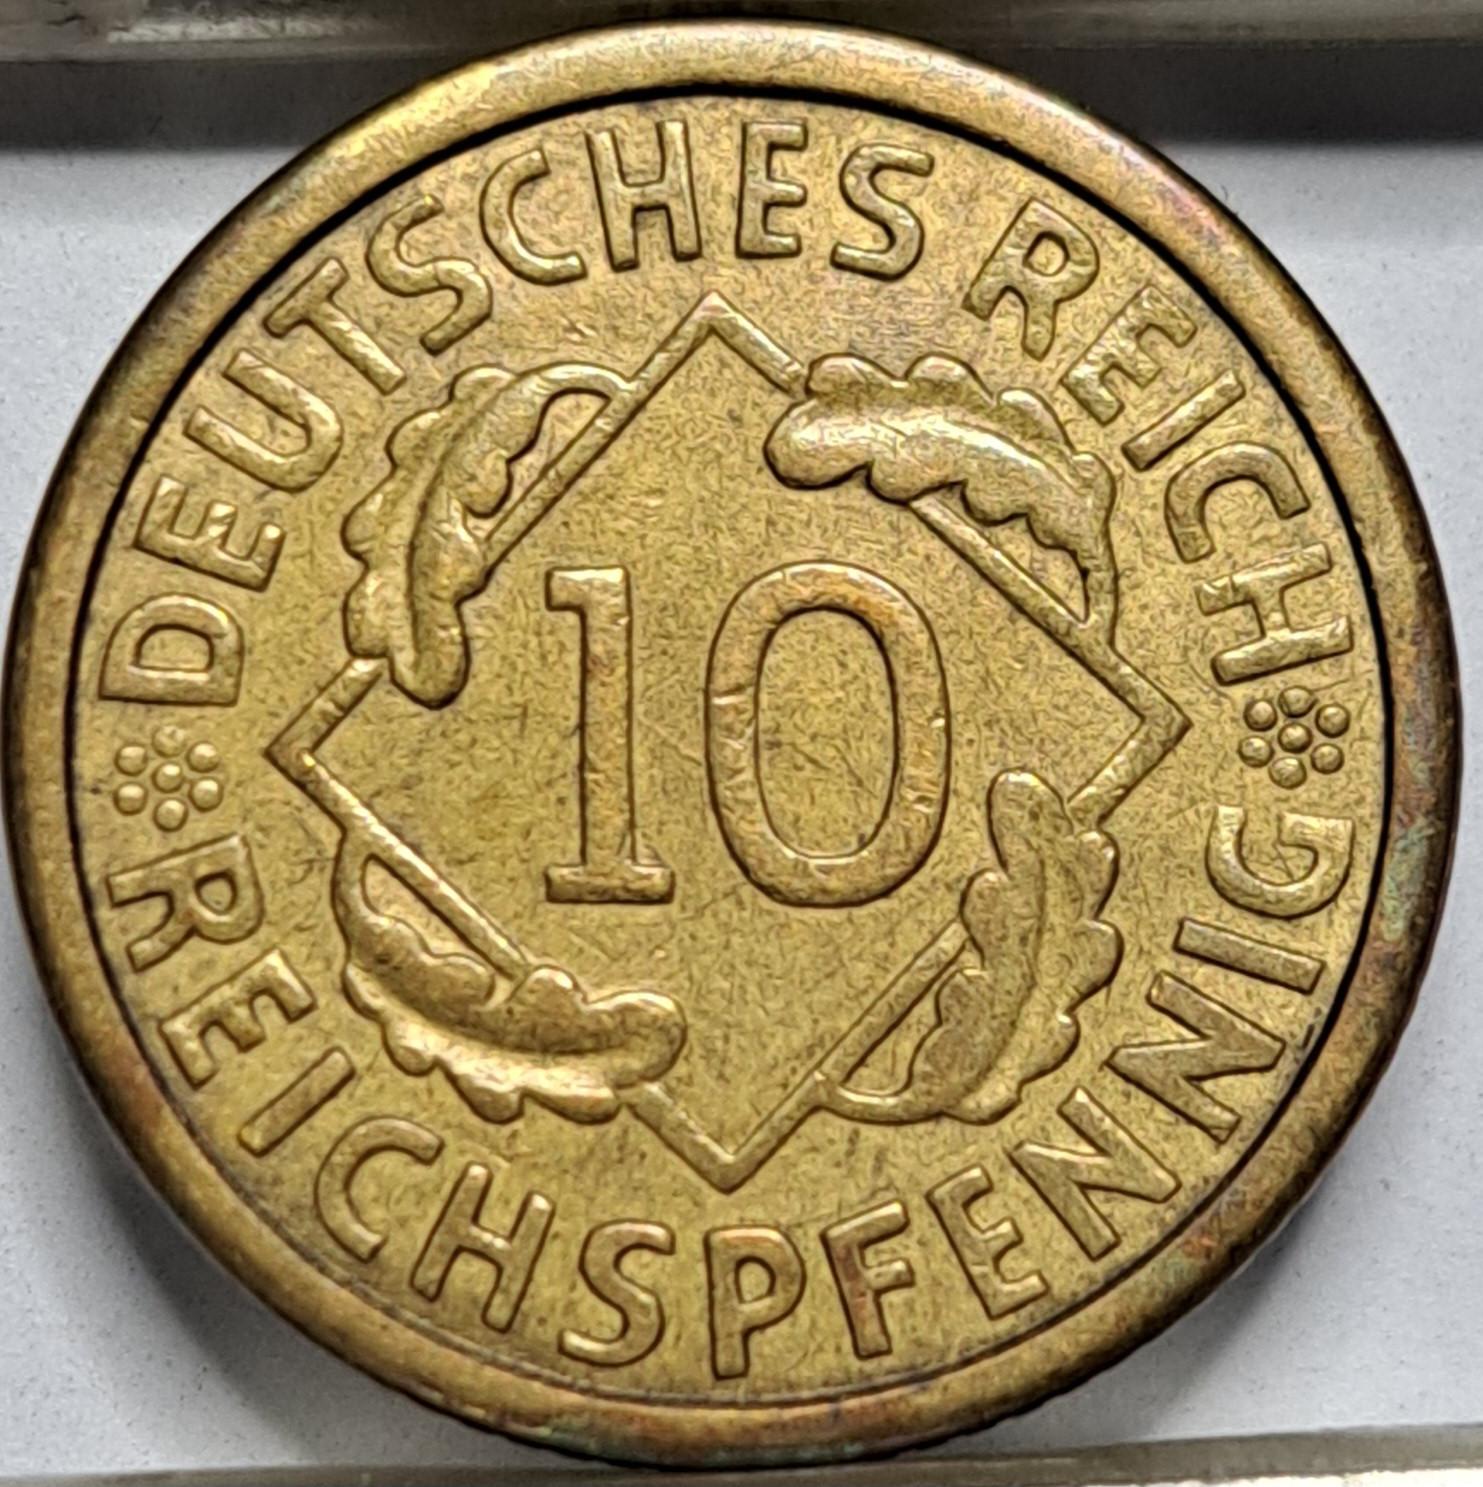 DEUTSCHES REICH
10
REICHSPFENNIG